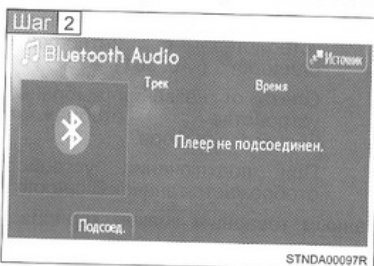 Шаг 2
Bluetooth Audio
Источник
Трек Время
Плеер не подсоединен.
Подсоед.
STNDA00097R